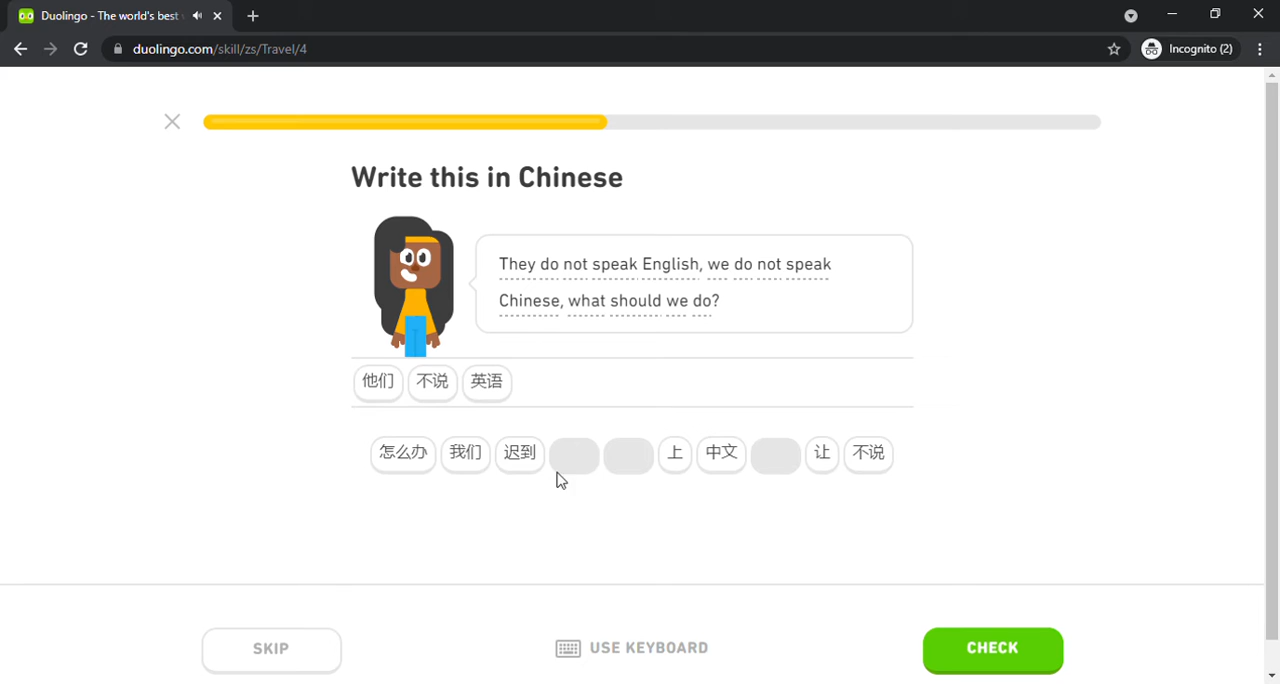 Duolingo - The world's best
duolingo.com/skill/zs/Travel/4
Incognito (2)
Write this in Chinese
They do not speak English, we do not speak
Chinese, what should we do?
他们 不说 英语
怎么办 我们 迟到 上 中文 让 不说
SKIP
USE KEYBOARD
CHECK